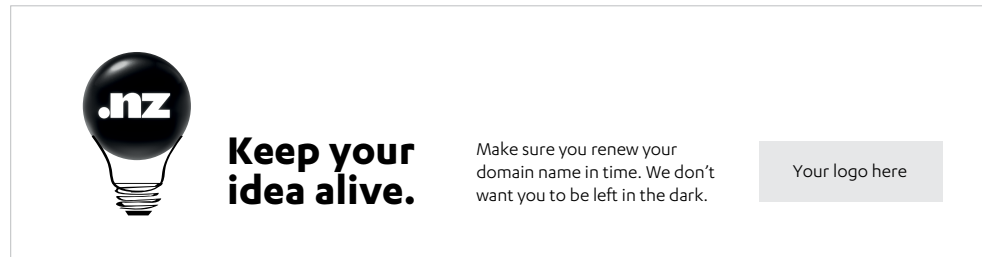 .nz
Keep your
idea alive.
Make sure you renew your
domain name in time. We don’t
want you to be left in the dark.
Your logo here